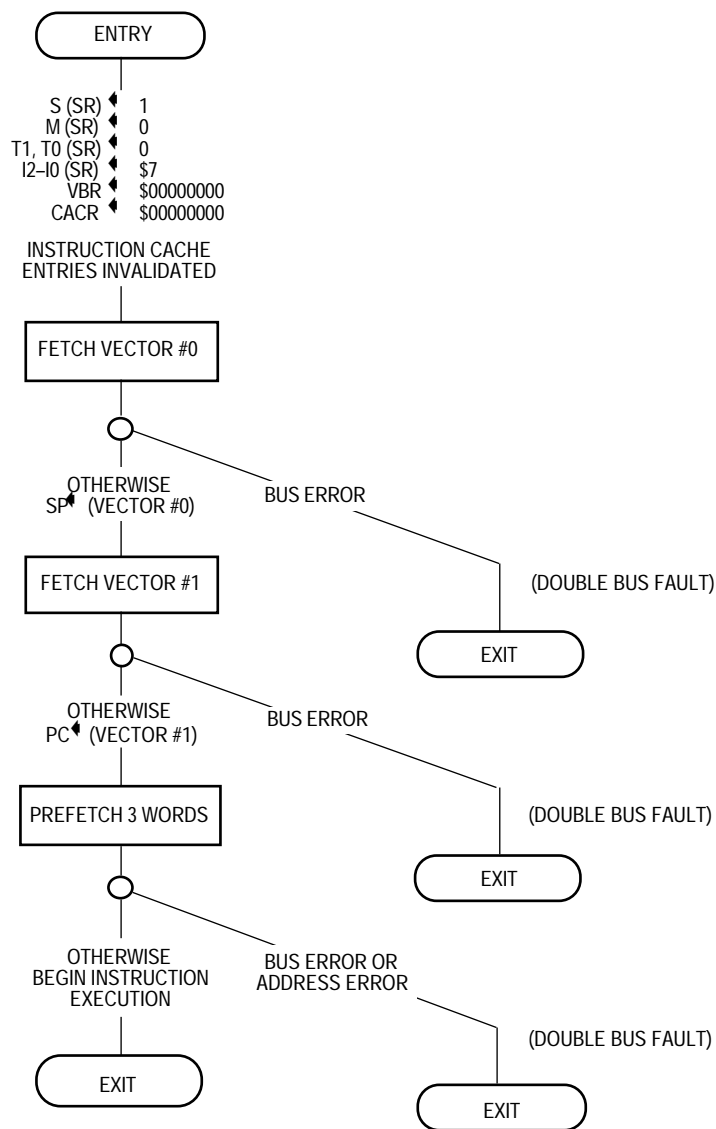 ENTRY
S (SR) 1
M (SR) 0
T1, T0 (SR) 0
I2–I0 (SR) $7
VBR $00000000
CACR $00000000
INSTRUCTION CACHE
ENTRIES INVALIDATED
FETCH VECTOR #0
OTHERWISE
SP (VECTOR #0)
BUS ERROR
FETCH VECTOR #1
(DOUBLE BUS FAULT)
EXIT
OTHERWISE
PC (VECTOR #1)
BUS ERROR
PREFETCH 3 WORDS
(DOUBLE BUS FAULT)
EXIT
OTHERWISE
BEGIN INSTRUCTION
EXECUTION
BUS ERROR OR
ADDRESS ERROR
(DOUBLE BUS FAULT)
EXIT
EXIT